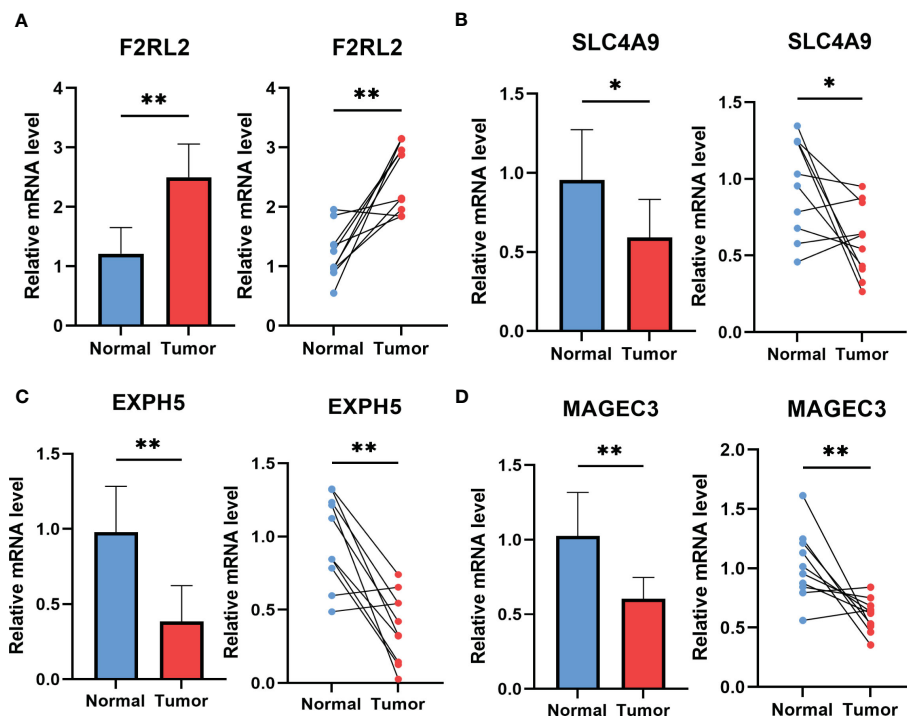 A
F2RL2
Relative mRNA level
4
3
2
1
0
**
Normal Tumor
F2RL2
Relative mRNA level
4
3
2
1
0
**
Normal Tumor
B
SLC4A9
Relative mRNA level
1.5
1.0
0.5
0.0
*
Normal Tumor
SLC4A9
Relative mRNA level
1.5
1.0
0.5
0.0
*
Normal Tumor
C
EXPH5
Relative mRNA level
1.5
1.0
0.5
0.0
**
Normal Tumor
EXPH5
Relative mRNA level
1.5
1.0
0.5
0.0
**
Normal Tumor
D
MAGEC3
Relative mRNA level
1.5
1.0
0.5
0.0
**
Normal Tumor
MAGEC3
Relative mRNA level
2.0
1.5
1.0
0.5
0.0
**
Normal Tumor